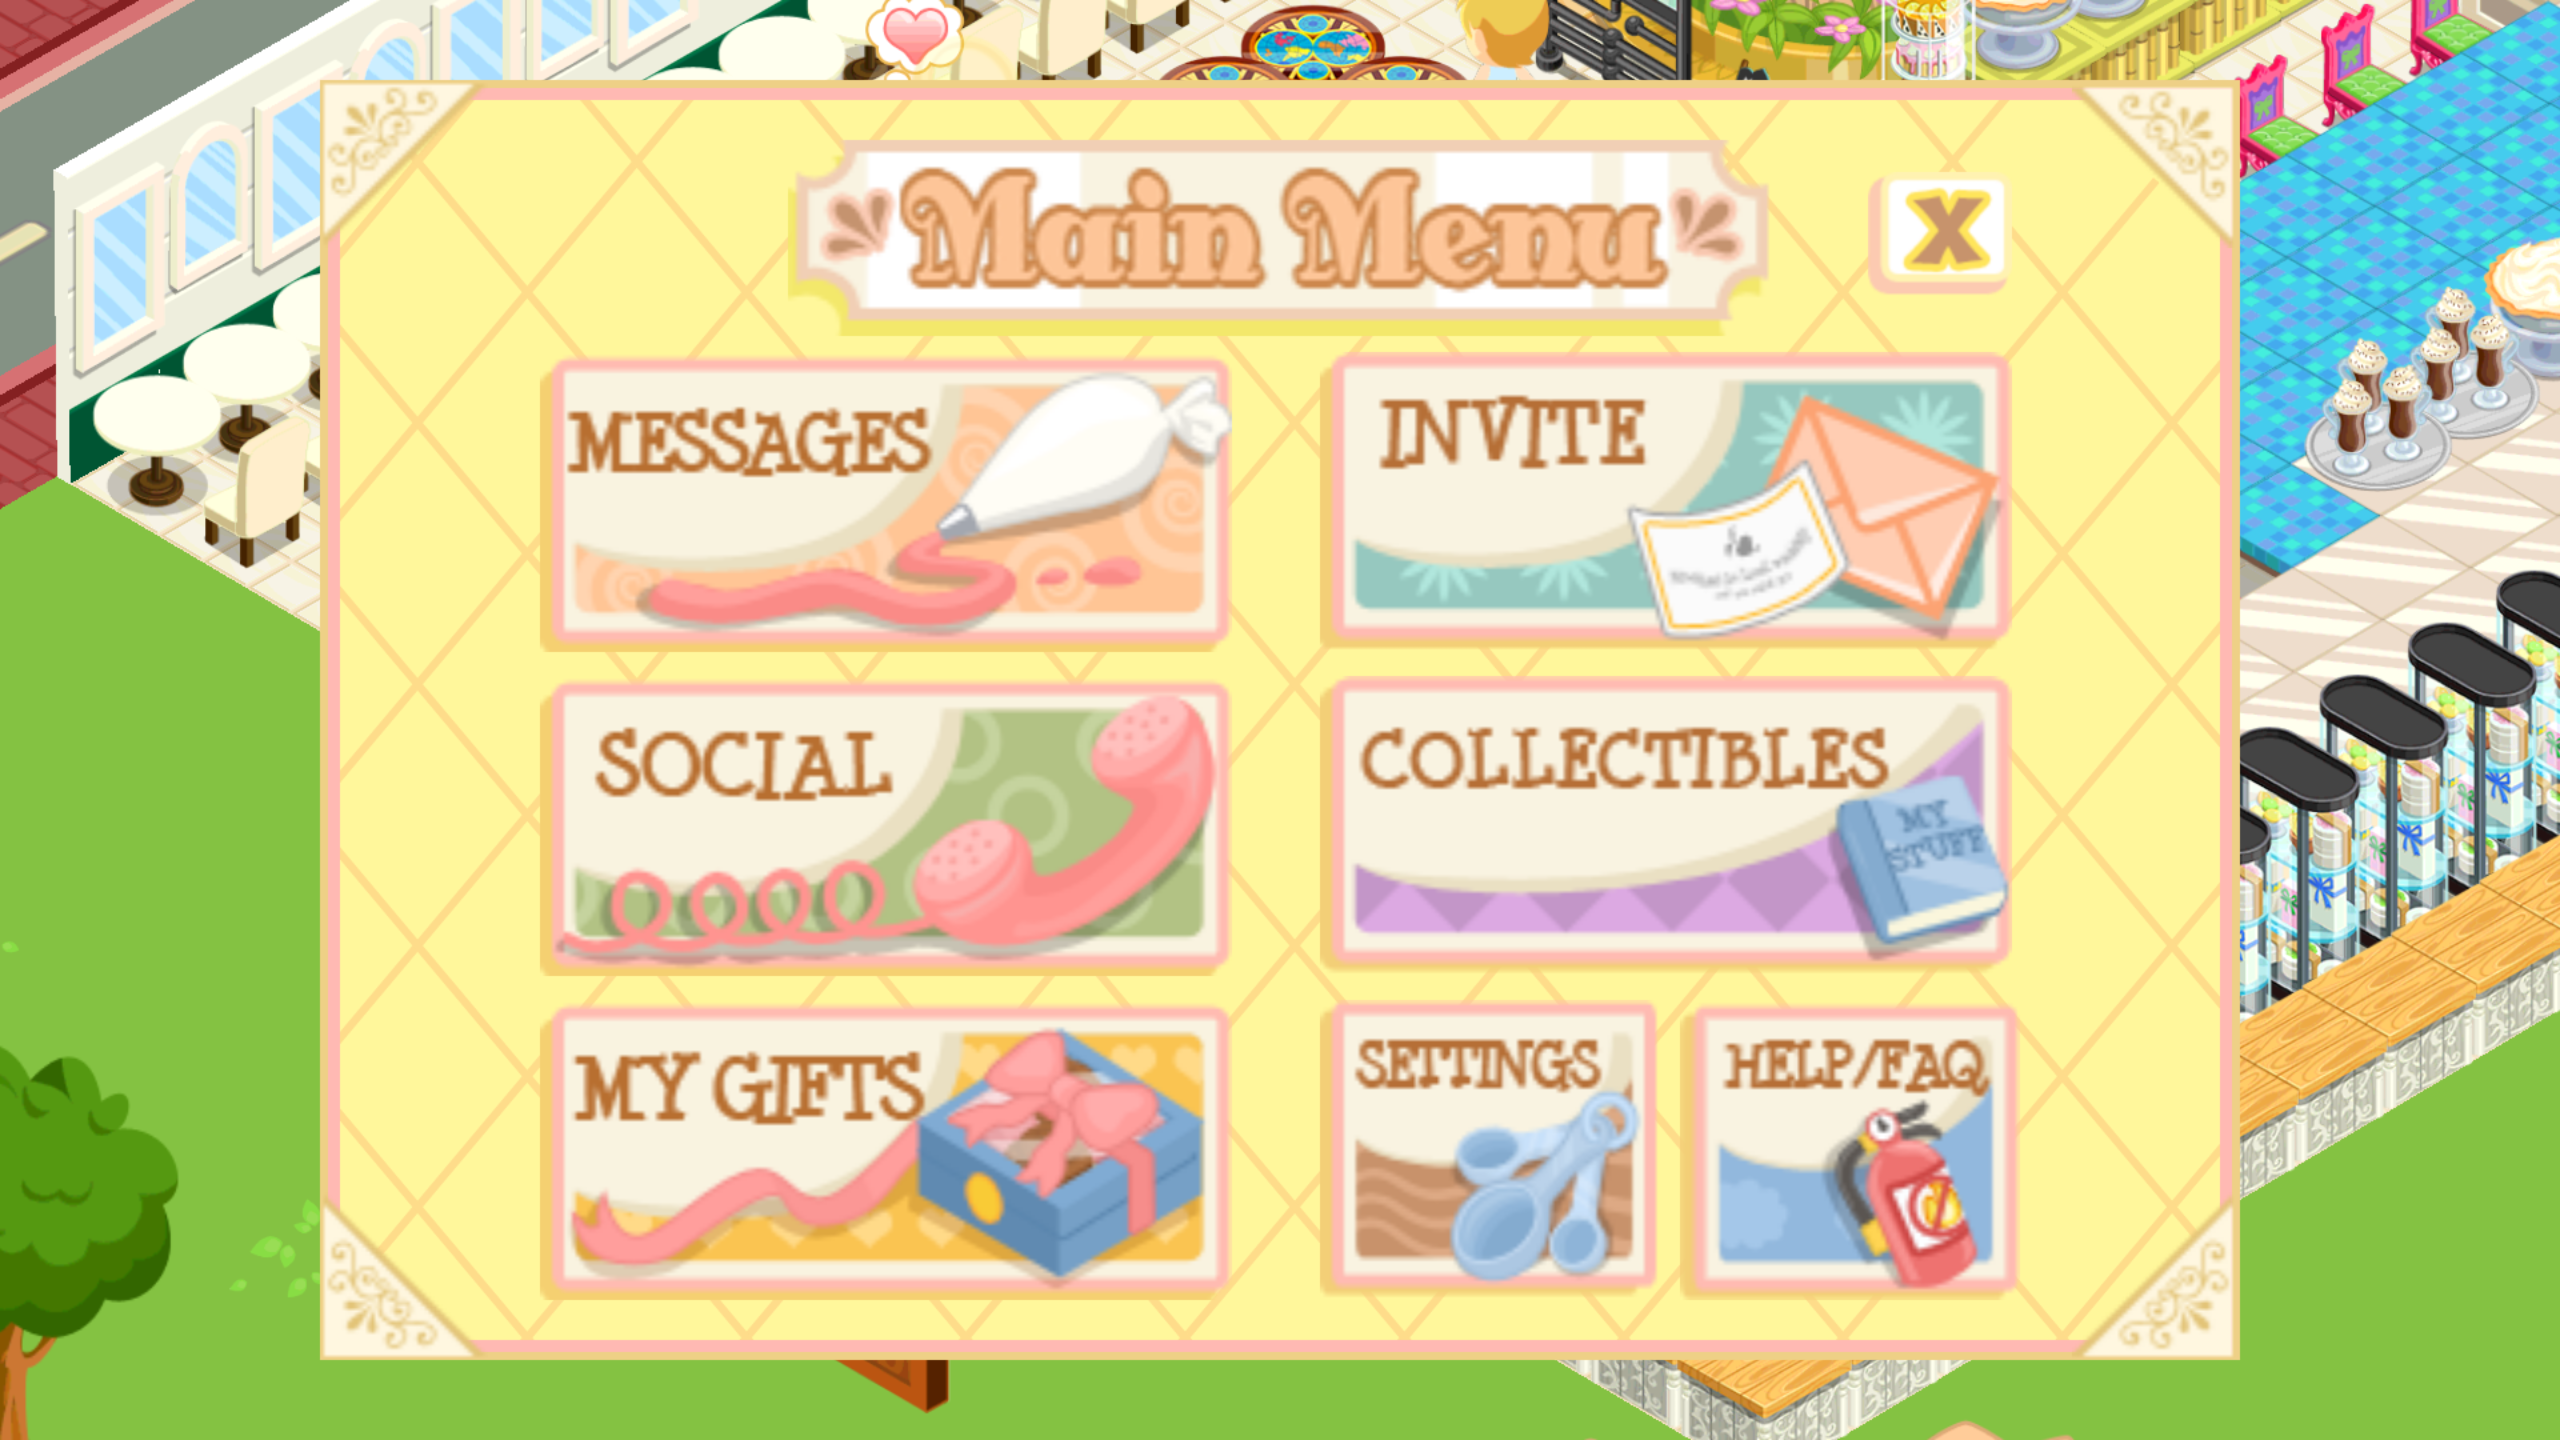 Main Menu
X
MESSAGES
INVITE
SOCIAL
COLLECTIBLES
MY
STUFF
MY GIFTS
SETTINGS
HELP/FAQ